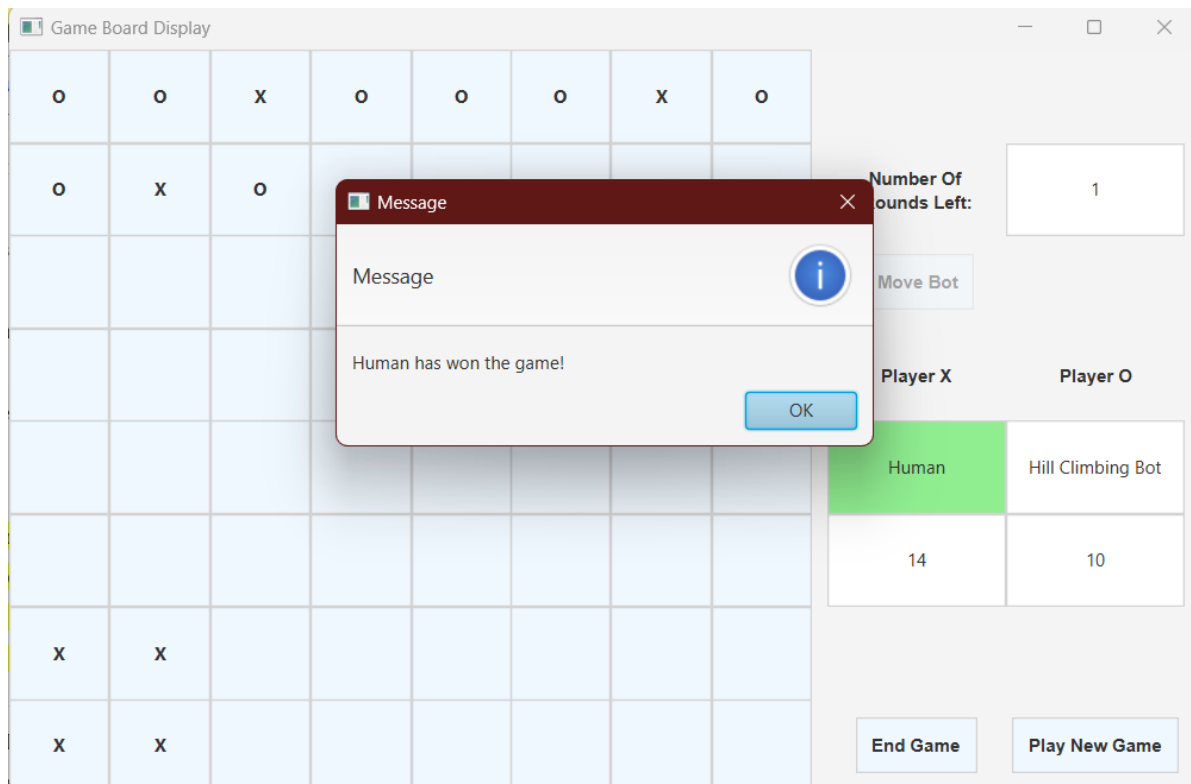 Game Board Display
O O X O O O X O
O X O
Number Of
ounds Left:
1
Message
Message
Human has won the game!
OK
Move Bot
Player X Player O
Human Hill Climbing Bot
14 10
X X
X X
End Game Play New Game